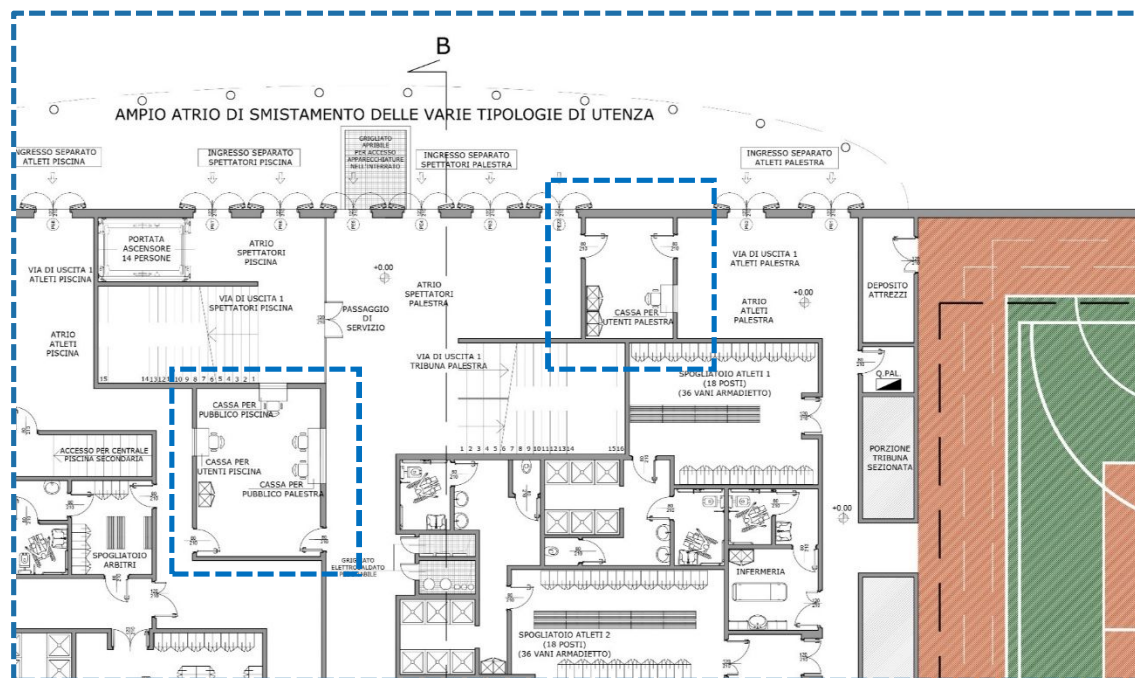 B
AMPIO ATRIO DI SMISTAMENTO DELLE VARIE TIPOLOGIE DI UTENZA
INGRESSO SEPARATO
ATLETI PISCINA
INGRESSO SEPARATO
SPETTATORI PISCINA
GRIGLIATO
APRIBILE
PER ACCESSO
APPARECCHIATURE
NELL'INTERRATO
INGRESSO SEPARATO
SPETTATORI PALESTRA
INGRESSO SEPARATO
ATLETI PALESTRA
PORTATA
ASCENSORE
14 PERSONE
ATRIO
SPETTATORI
PISCINA
VIA DI USCITA 1
ATLETI PISCINA
VIA DI USCITA 1
SPETTATORI PISCINA
+0.00
ATRIO
SPETTATORI
PALESTRA
PASSAGGIO
DI
SERVIZIO
CASSA PER
UTENTI PALESTRA
VIA DI USCITA 1
ATLETI PALESTRA
+0.00
ATRIO
ATLETI
PALESTRA
DEPOSITO
ATTREZZI
ATRIO
ATLETI
PISCINA
VIA DI USCITA 1
TRIBUNA PALESTRA
SPOGLIATOIO ATLETI 1
(18 POSTI)
(36 VANI ARMADIETTO)
Q.PAL.
CASSA PER
PUBBLICO PISCINA
CASSA PER
UTENTI PISCINA
CASSA PER
PUBBLICO PALESTRA
ACCESSO PER CENTRALE
PISCINA SECONDARIA
PORZIONE
TRIBUNA
SEZIONATA
+0.00
SPOGLIATOIO
ARBITRI
GRIGLIATO
INFERMERIA
SPOGLIATOIO ATLETI 2
(18 POSTI)
(36 VANI ARMADIETTO)